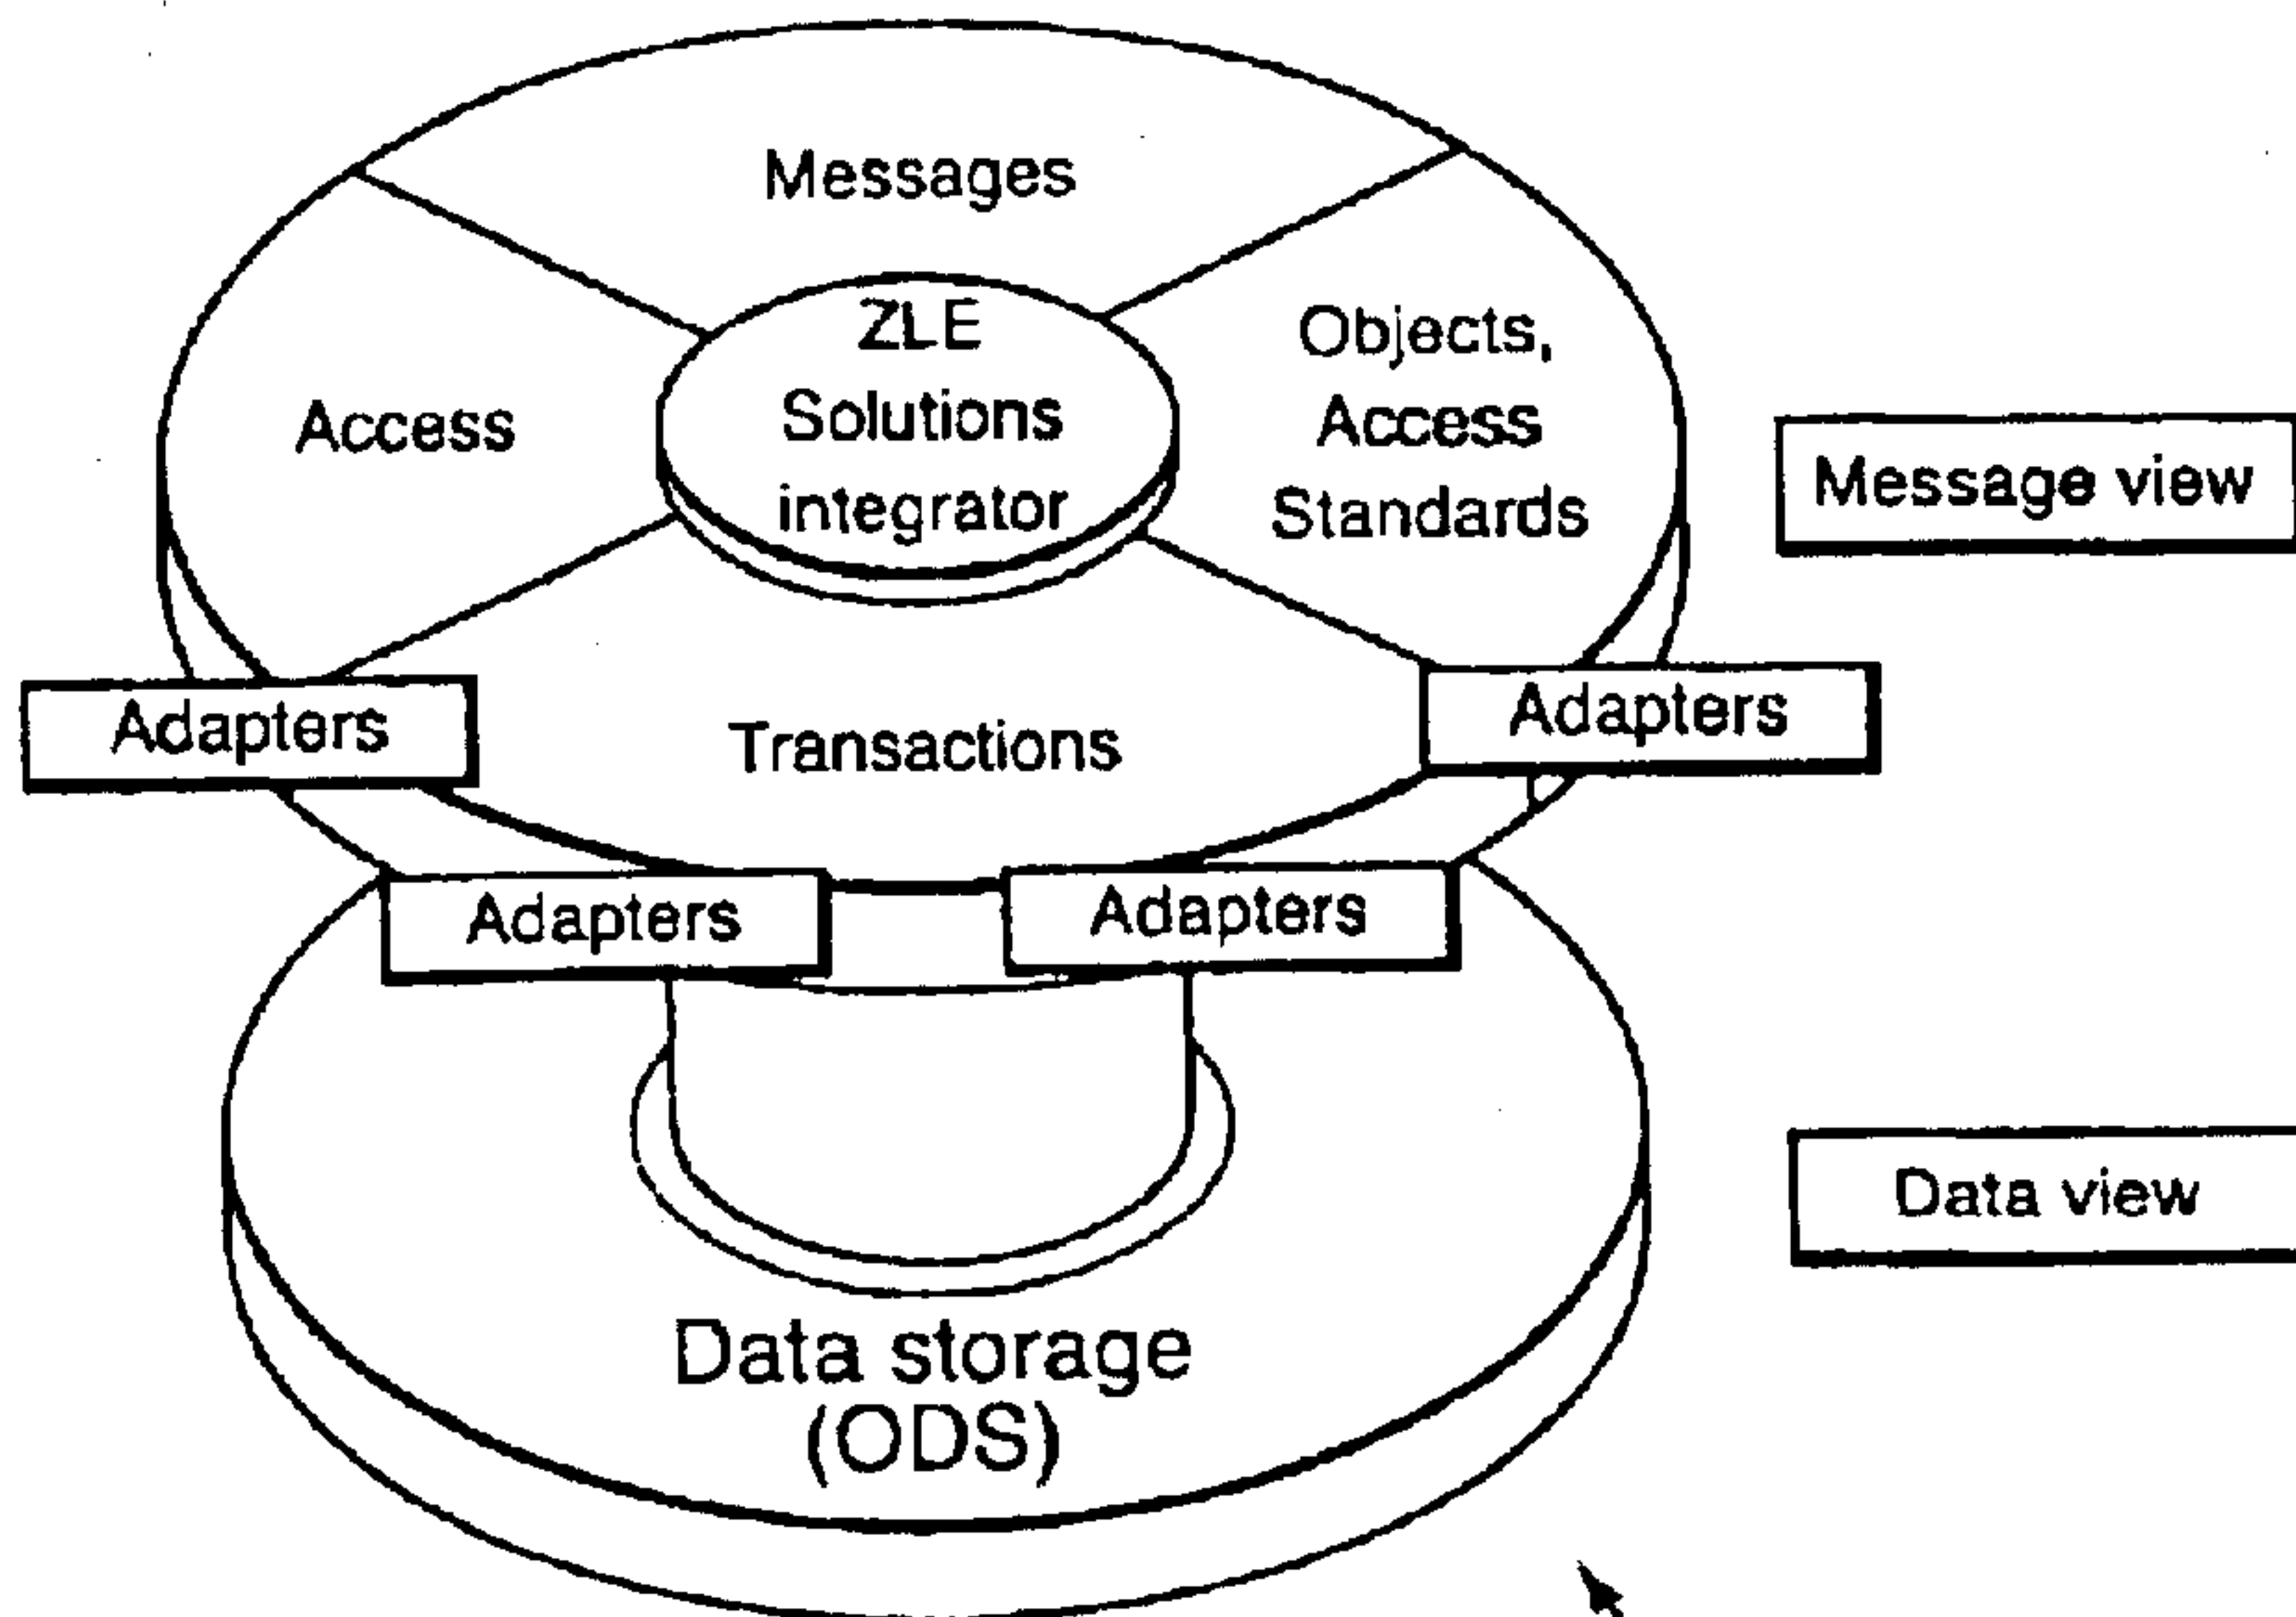 Messages
ZLE
Solutions
integrator
Access
Objects,
Access
Standards
Message view
Adapters
Transactions
Adapters
Adapters
Adapters
Data view
Data storage
(ODS)